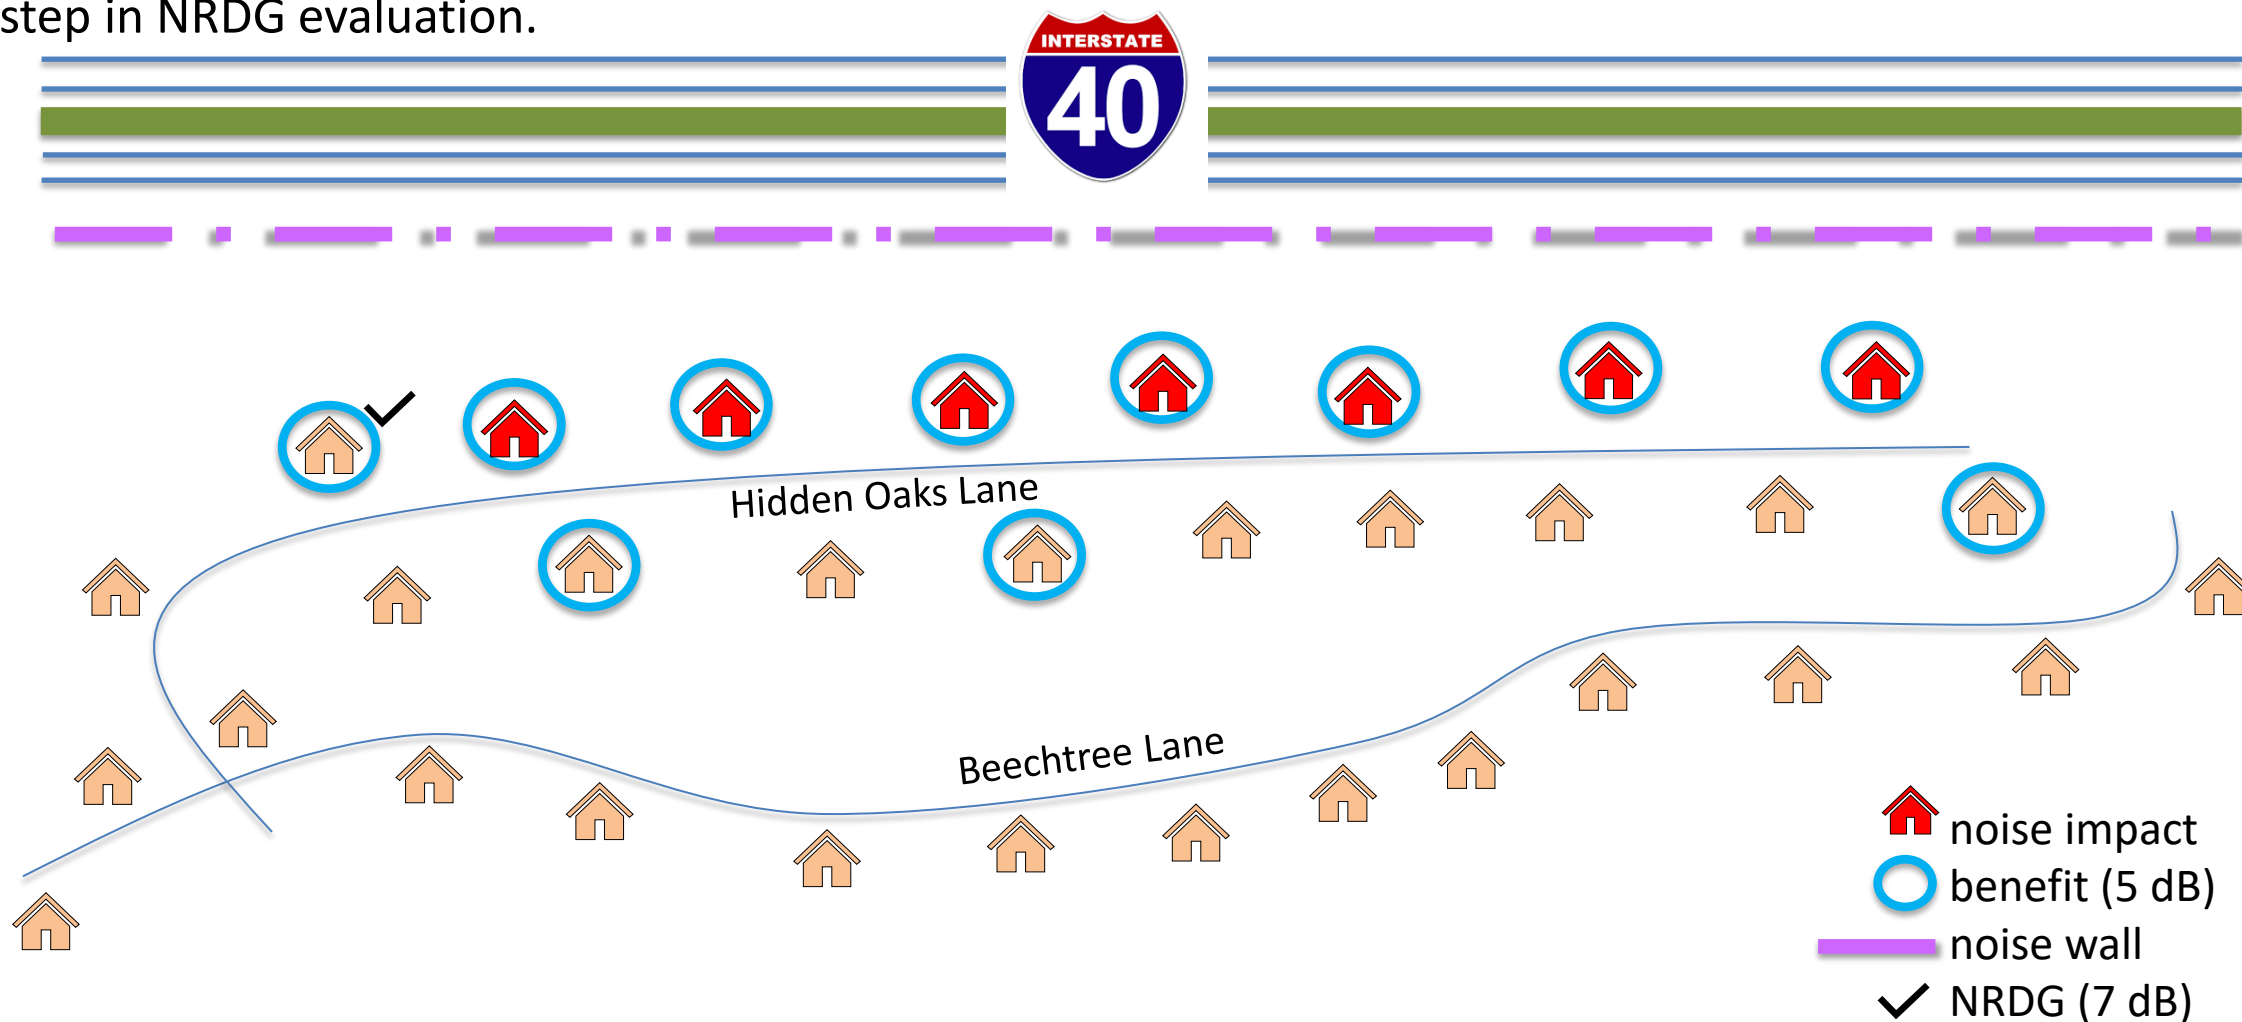 step in NRDG evaluation.
INTERSTATE
40
Hidden Oaks Lane
Beechtree Lane
noise impact
benefit (5 dB)
noise wall
NRDG (7 dB)